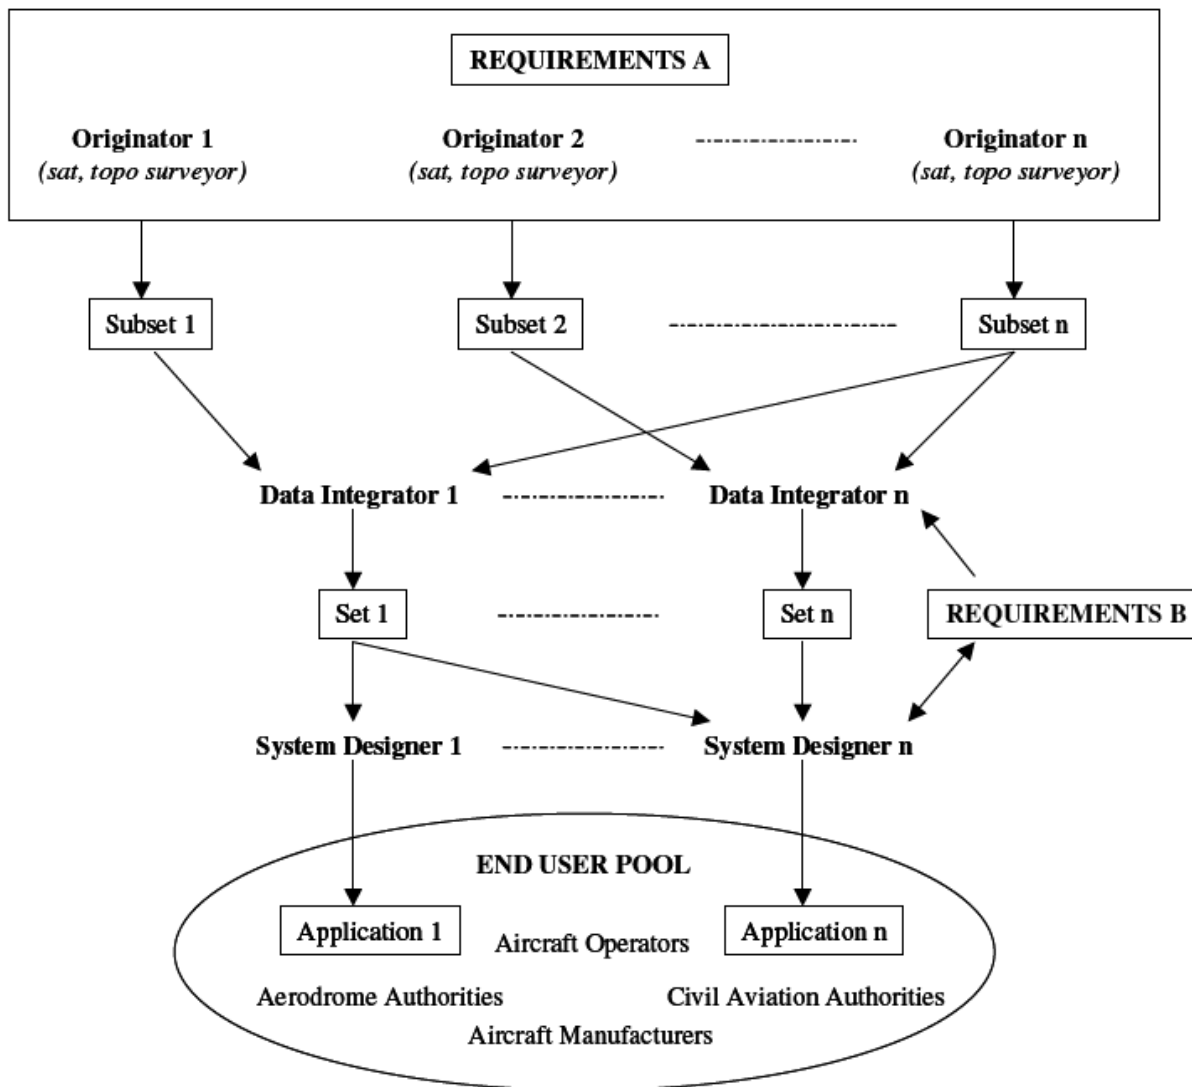 REQUIREMENTS A
Originator 1
(sat, topo surveyor)
Originator 2
(sat, topo surveyor)
Originator n
(sat, topo surveyor)
Subset 1
Subset 2
Subset n
Data Integrator 1
Data Integrator n
Set 1
Set n
REQUIREMENTS B
System Designer 1
System Designer n
END USER POOL
Application 1
Aircraft Operators
Application n
Aerodrome Authorities
Civil Aviation Authorities
Aircraft Manufacturers